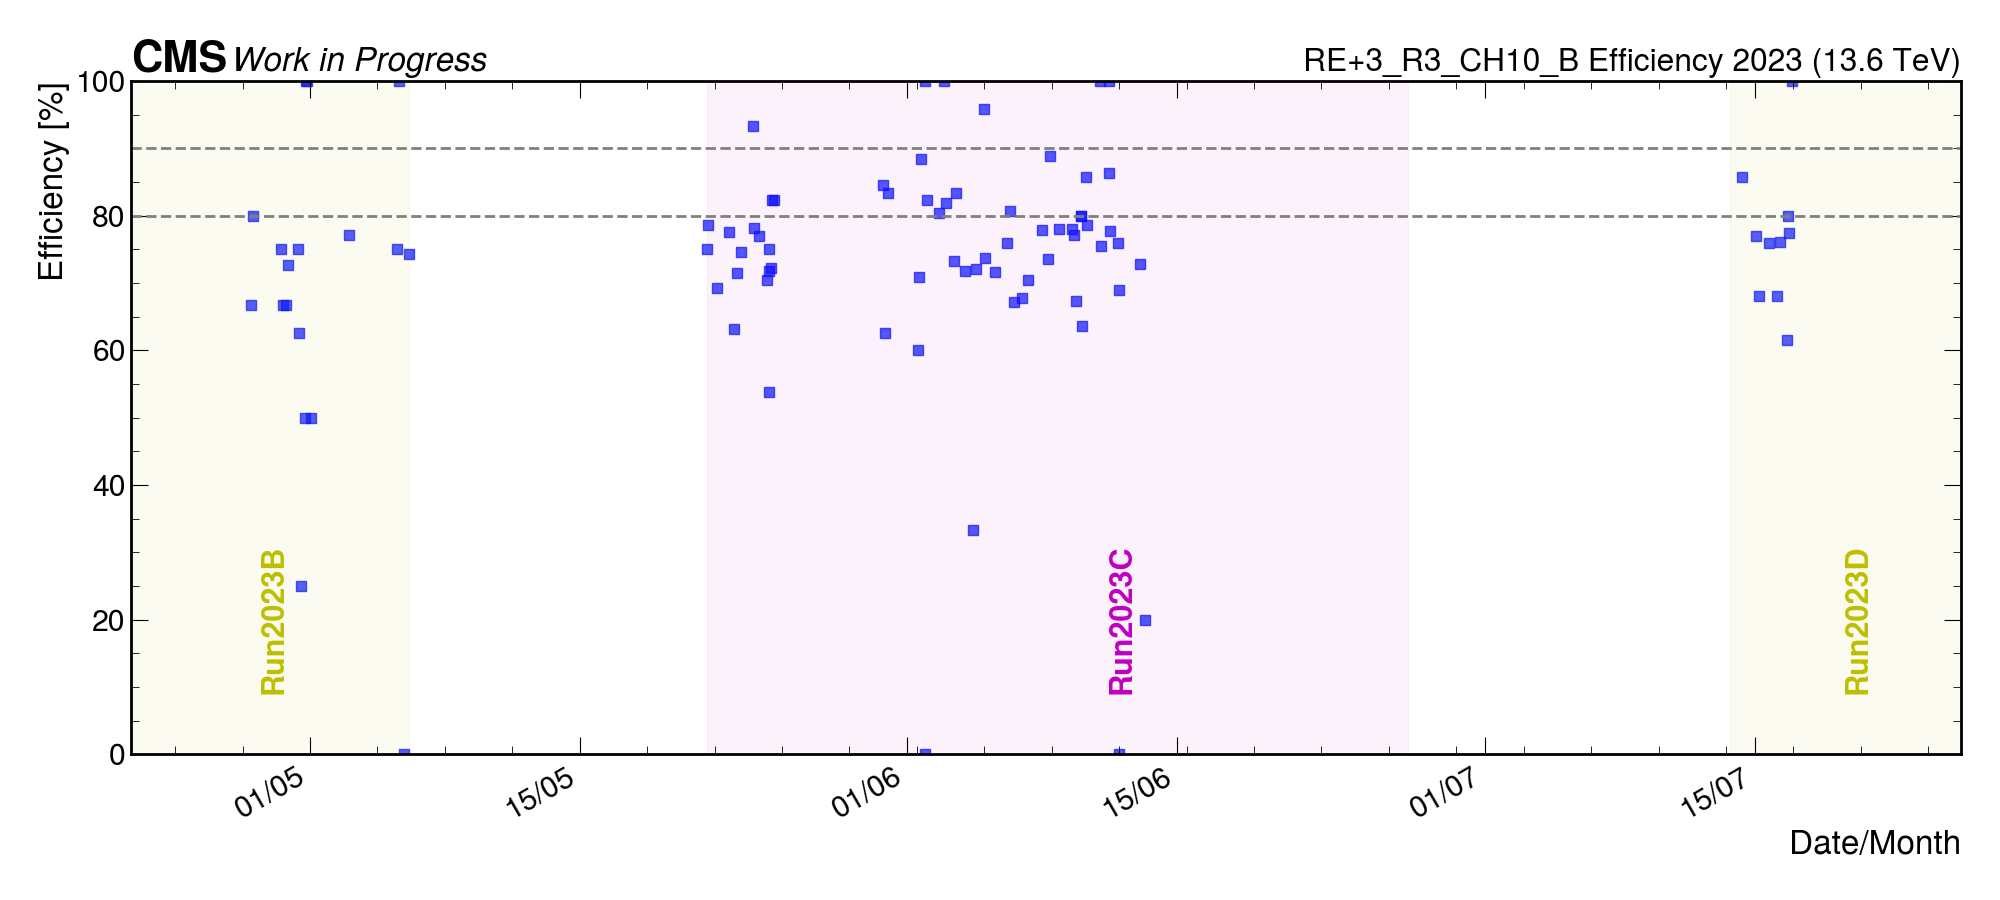 CMS Work in Progress
RE+3_R3_CH10_B Efficiency 2023 (13.6 TeV)
Efficiency [%]
100
80
60
40
20
0
Run2023B
Run2023C
Run2023D
01/05
15/05
01/06
15/06
01/07
15/07
Date/Month